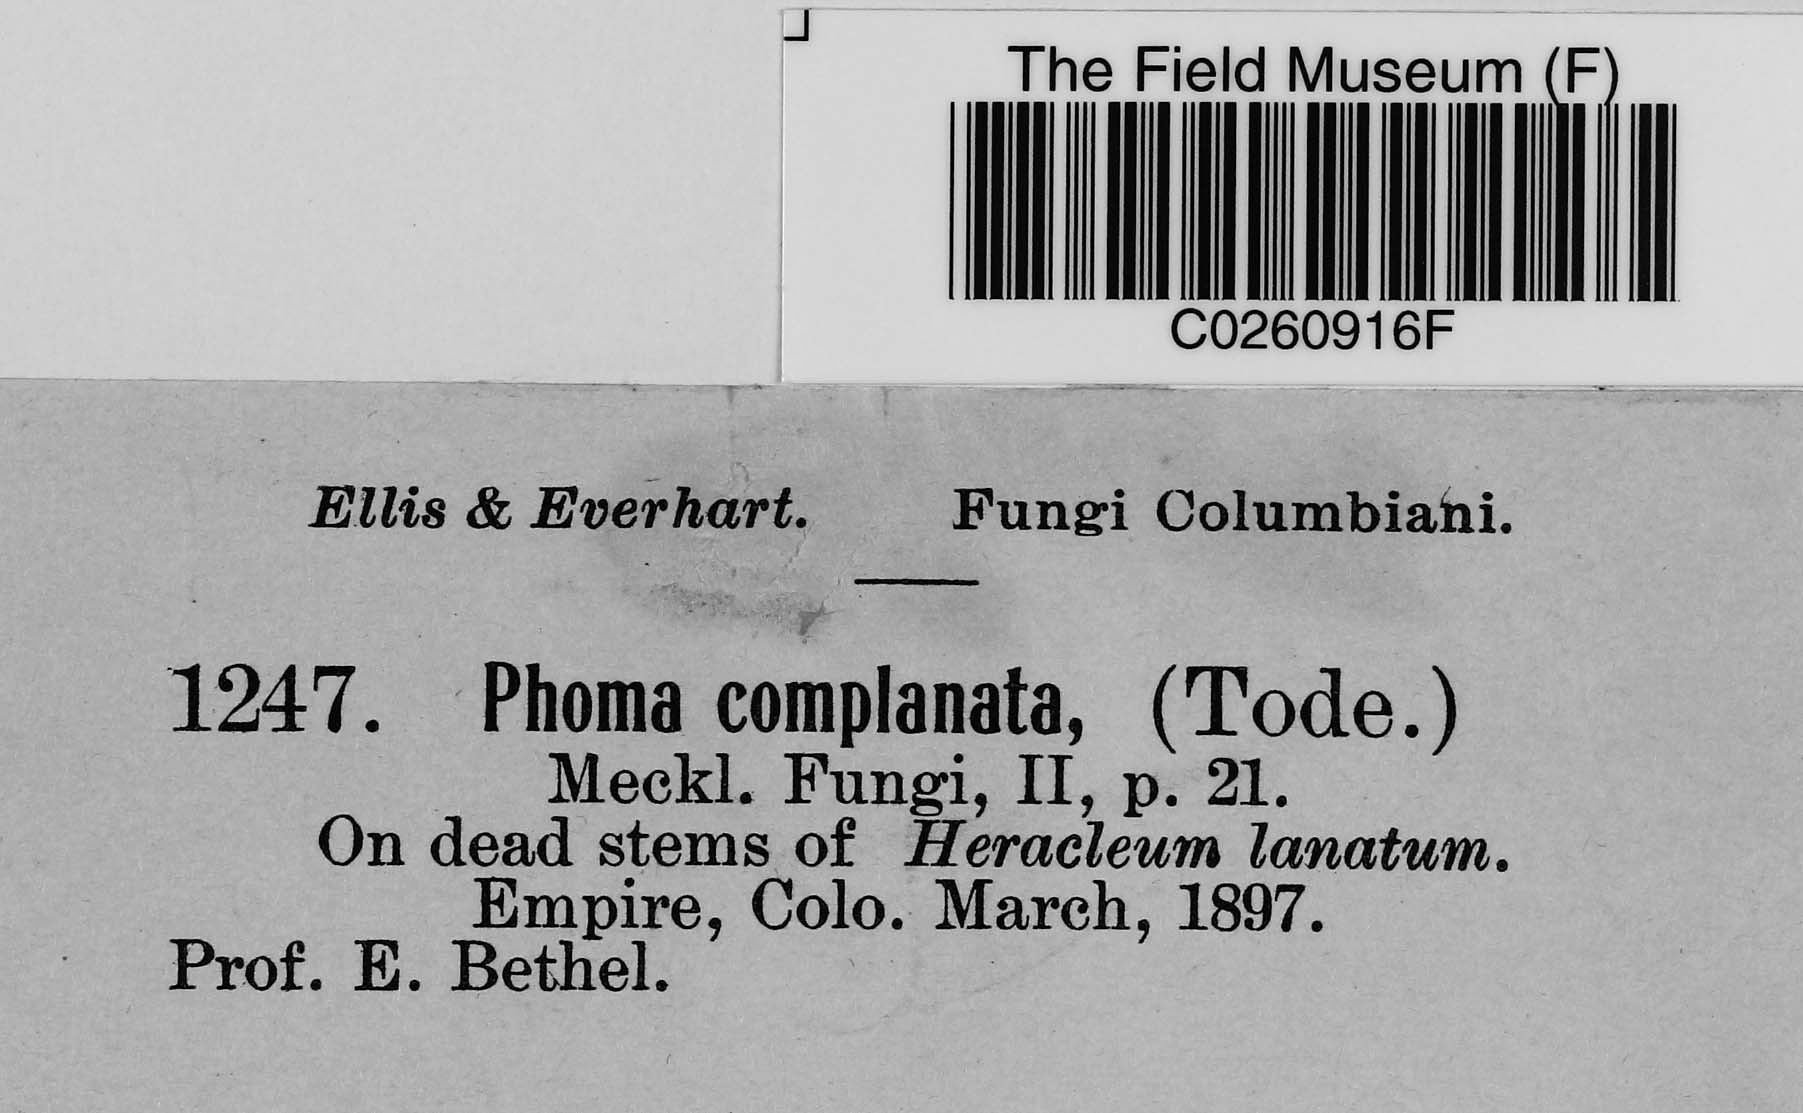 The Field Museum (F)
C0260916F
Ellis & Everhart. Fungi Columbiani.
1247. Phoma complanata, (Tode.)
Meckl. Fungi, II, p. 21.
On dead stems of Heracleum lanatum.
Empire, Colo. March, 1897.
Prof. E. Bethel.